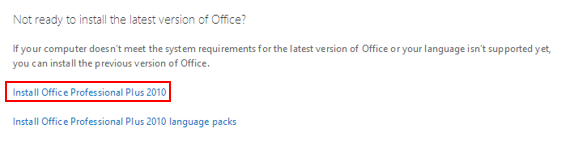 Not ready to install the latest version of Office?
If your computer doesn't meet the system requirements for the latest version of Office or your language isn't supported yet,
you can install the previous version of Office.
Install Office Professional Plus 2010
Install Office Professional Plus 2010 language packs